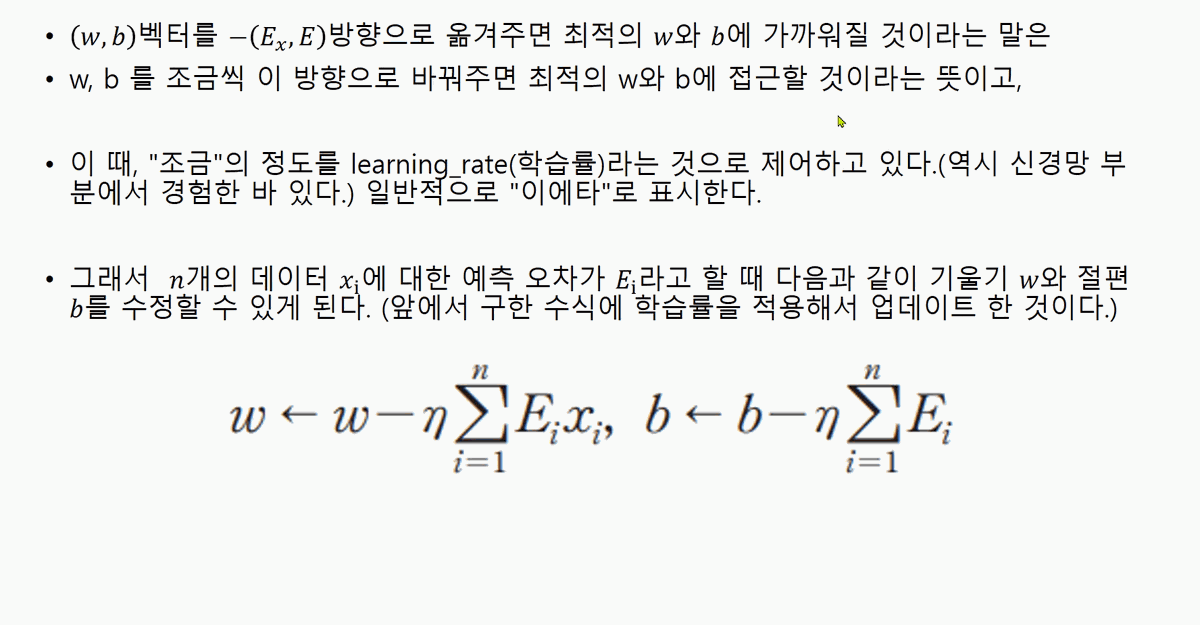 • (w, b)벡터를 −(Eₓ, E)방향으로 옮겨주면 최적의 w와 b에 가까워질 것이라는 말은
• w, b 를 조금씩 이 방향으로 바꿔주면 최적의 w와 b에 접근할 것이라는 뜻이고,
• 이 때, "조금"의 정도를 learning_rate(학습률)라는 것으로 제어하고 있다.(역시 신경망 부
분에서 경험한 바 있다.) 일반적으로 "이에타"로 표시한다.
• 그래서 n개의 데이터 xᵢ에 대한 예측 오차가 Eᵢ라고 할 때 다음과 같이 기울기 w와 절편
b를 수정할 수 있게 된다. (앞에서 구한 수식에 학습률을 적용해서 업데이트 한 것이다.)
w ← w − η∑ⁿᵢ₌₁ Eᵢxᵢ, b ← b − η∑ⁿᵢ₌₁ Eᵢ